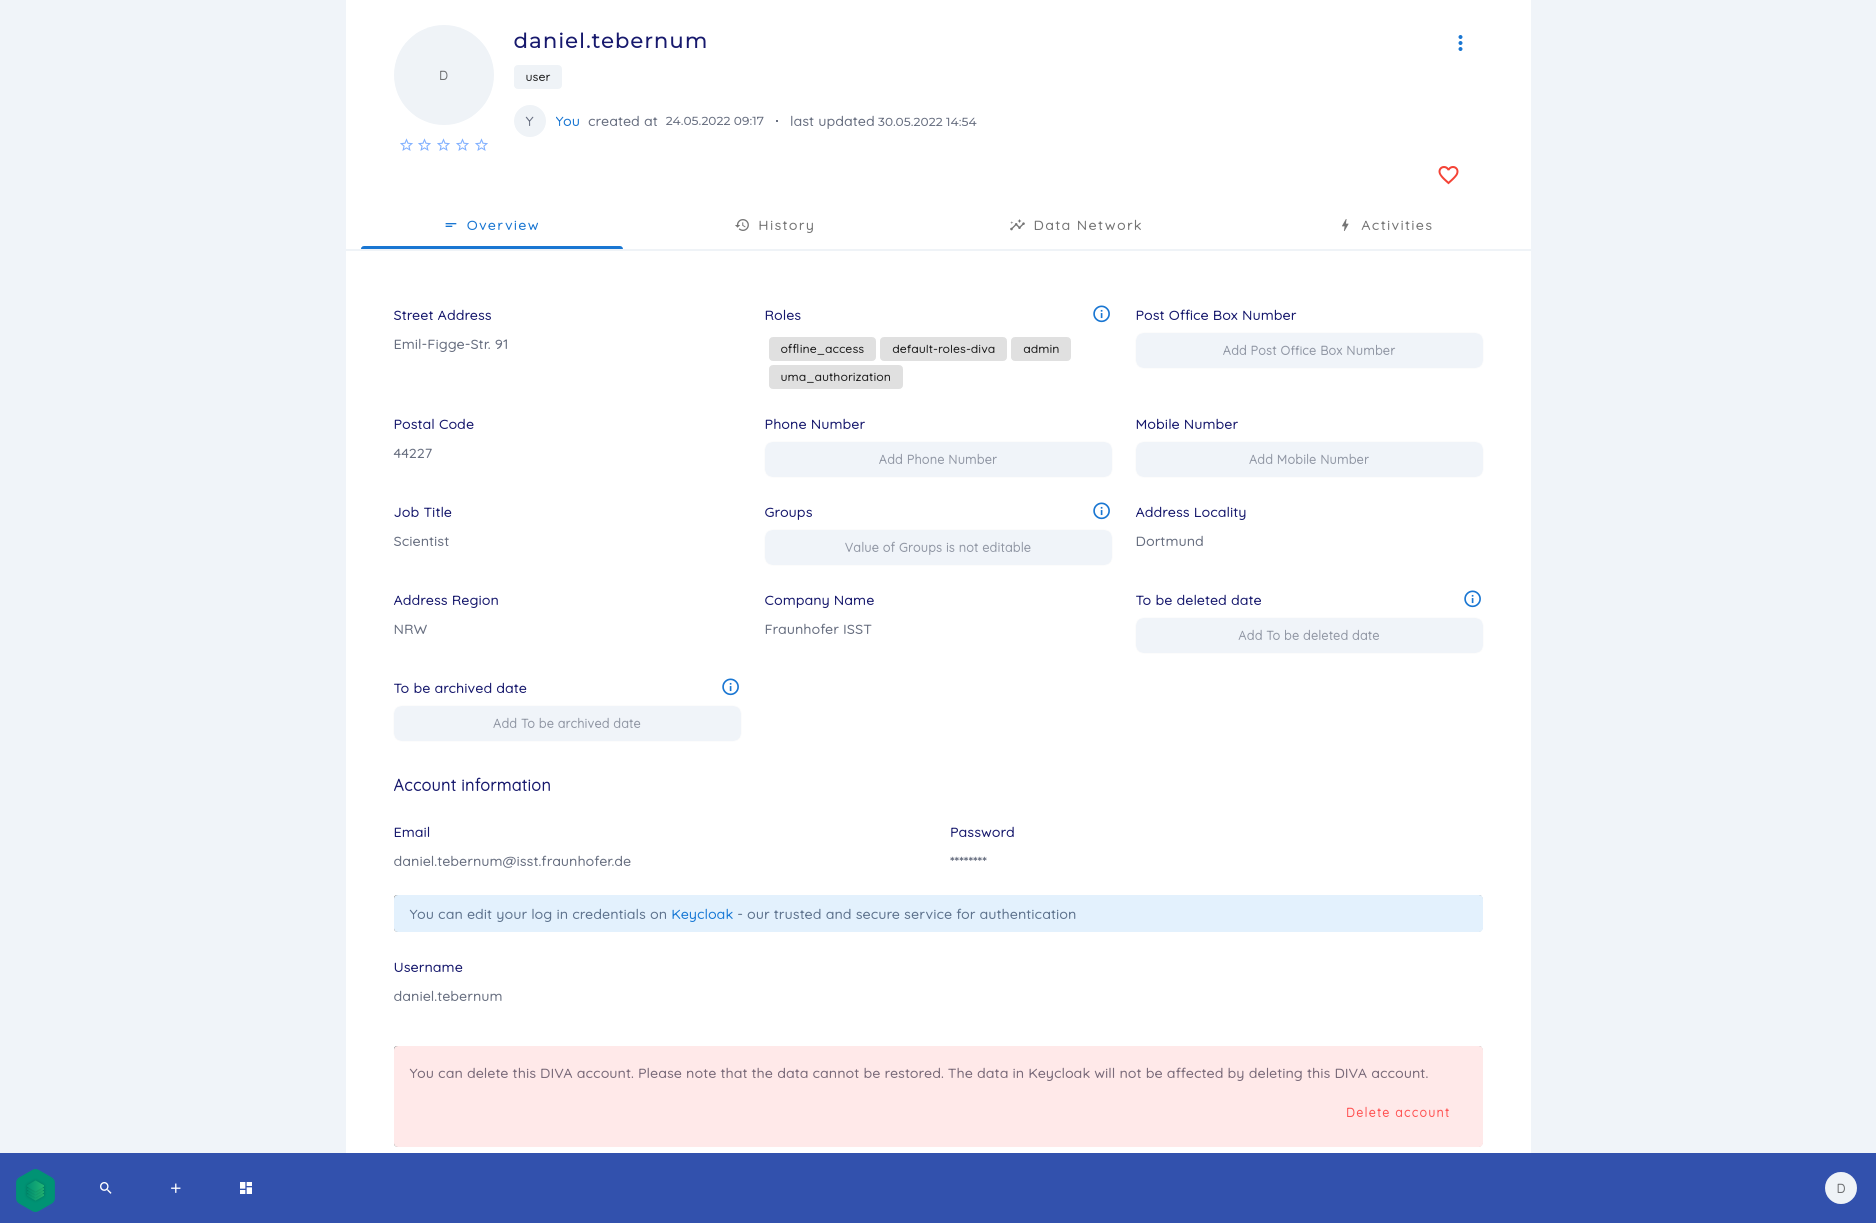 D
daniel.tebernum
user
Y You created at 24.05.2022 09:17 · last updated 30.05.2022 14:54
Overview History Data Network Activities
Street Address
Emil-Figge-Str. 91
Roles
offline_access default-roles-diva admin
uma_authorization
Post Office Box Number
Add Post Office Box Number
Postal Code
44227
Phone Number
Add Phone Number
Mobile Number
Add Mobile Number
Job Title
Scientist
Groups
Value of Groups is not editable
Address Locality
Dortmund
Address Region
NRW
Company Name
Fraunhofer ISST
To be deleted date
Add To be deleted date
To be archived date
Add To be archived date
Account information
Email
daniel.tebernum@isst.fraunhofer.de
Password
********
You can edit your log in credentials on Keycloak - our trusted and secure service for authentication
Username
daniel.tebernum
You can delete this DIVA account. Please note that the data cannot be restored. The data in Keycloak will not be affected by deleting this DIVA account.
Delete account
D